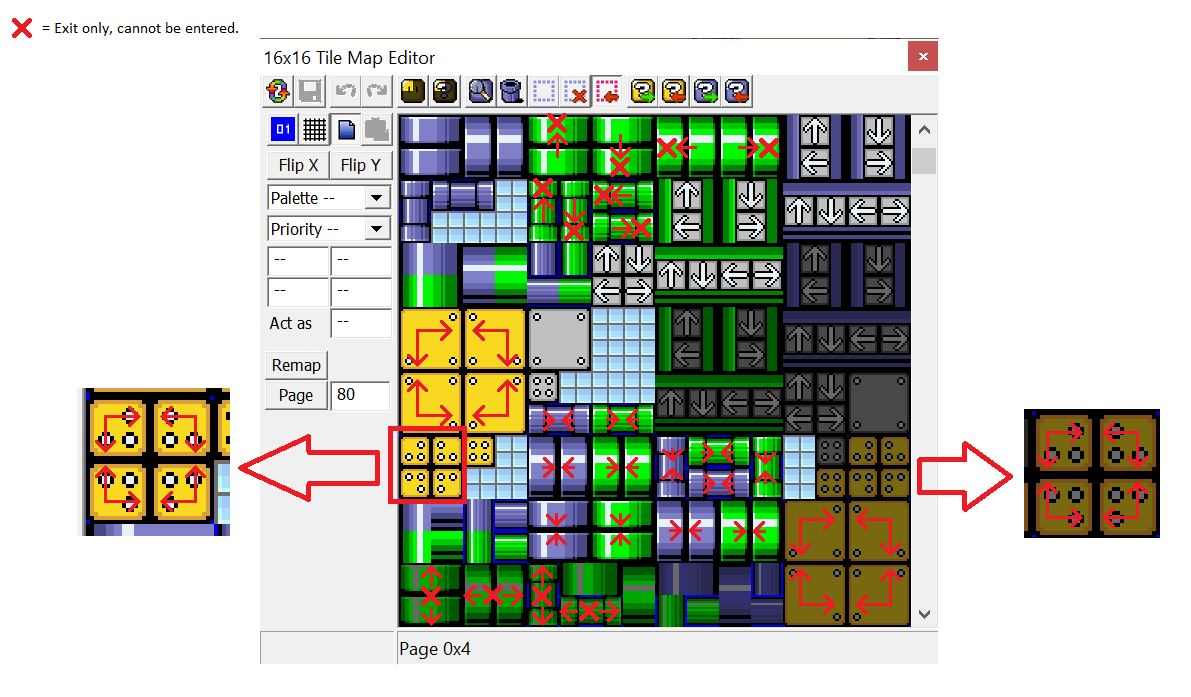 = Exit only, cannot be entered.
16x16 Tile Map Editor
01
Flip X
Flip Y
Palette --
Priority --
--
--
--
--
Act as
--
Remap
Page
80
Page 0x4